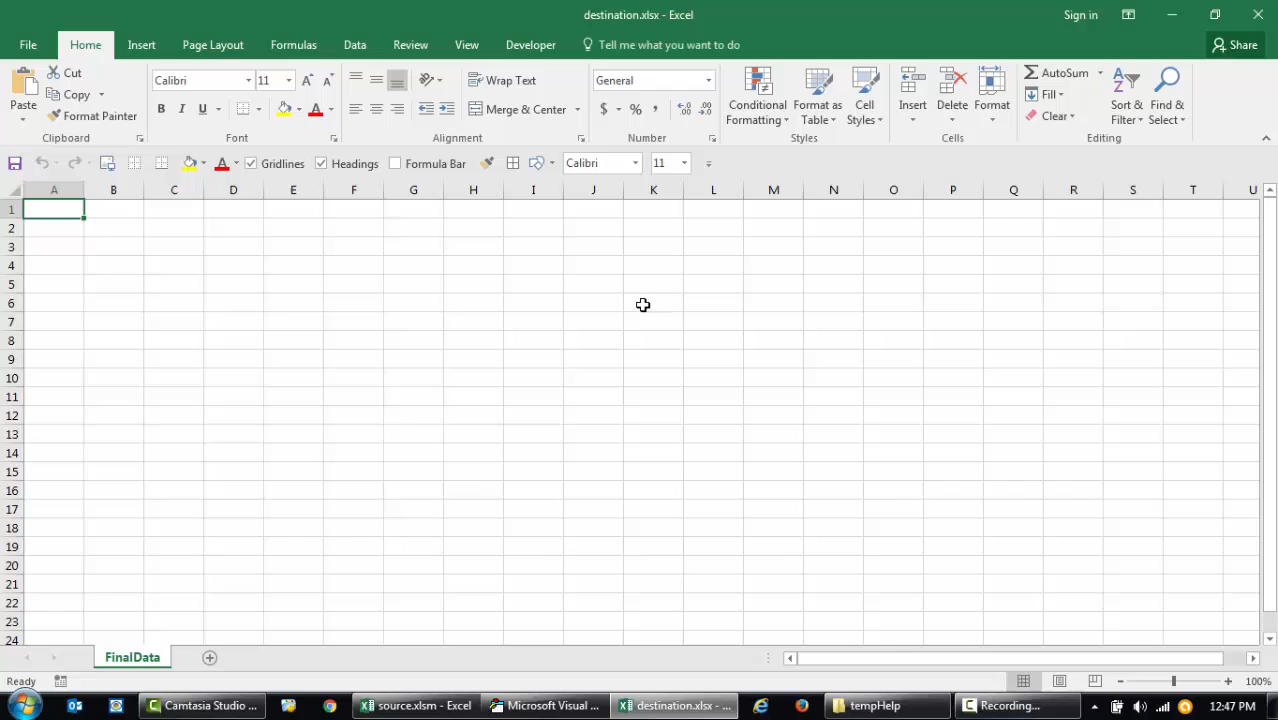 destination.xlsx - Excel
Sign in
File Home Insert Page Layout Formulas Data Review View Developer Tell me what you want to do Share
Paste
Cut
Copy
Format Painter
Clipboard
Calibri 11
B I U
Font
Wrap Text
Merge & Center
Alignment
General
$ % ,
Number
Conditional Formatting
Format as Table
Cell Styles
Styles
Insert
Delete
Format
Cells
AutoSum
Fill
Clear
Sort & Filter
Find & Select
Editing
Gridlines Headings Formula Bar Calibri 11
A B C D E F G H I J K L M N O P Q R S T U
1
2
3
4
5
6
7
8
9
10
11
12
13
14
15
16
17
18
19
20
21
22
23
24
FinalData
Ready
100%
Camtasia Studio ...
source.xlsm - Excel
Microsoft Visual ...
destination.xlsx - ...
tempHelp
Recording...
12:47 PM